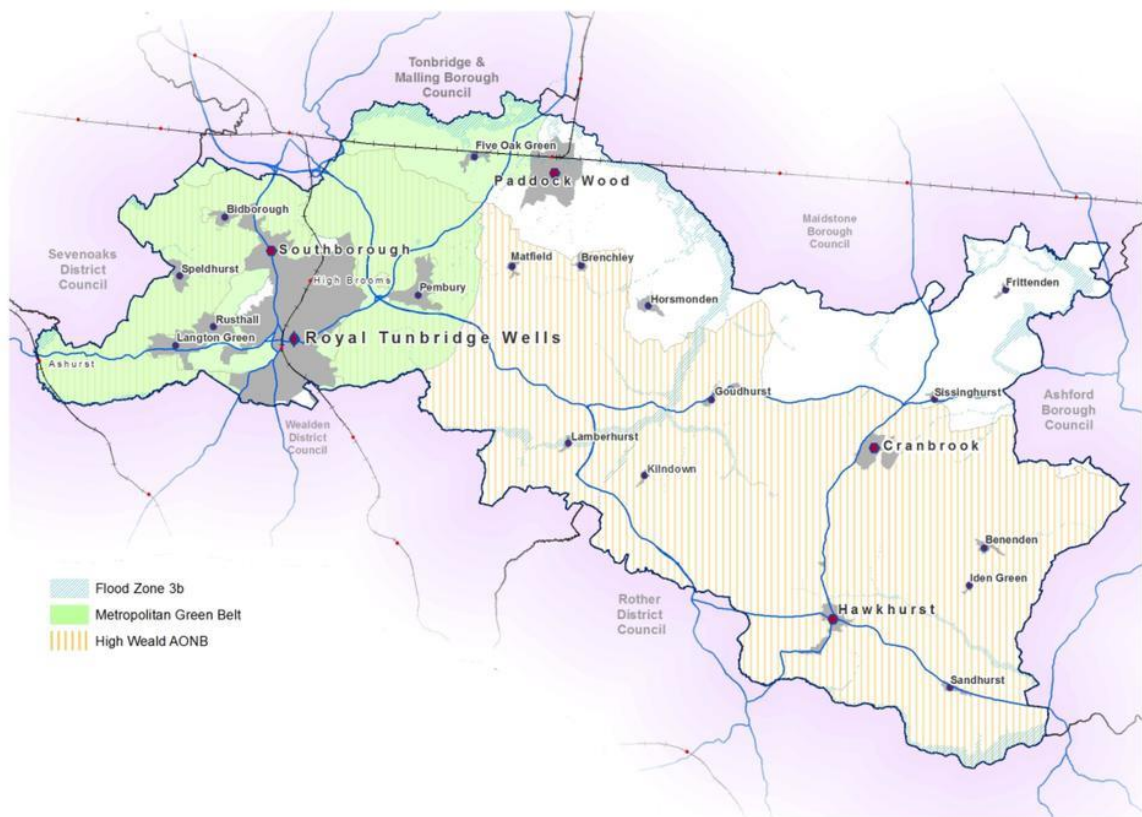 Tonbridge &
Malling Borough
Council
Five Oak Green
Paddock Wood
Bidborough
Southborough
Sevenoaks
District
Council
Speldhurst
High Brooms
Pembury
Matfield
Brenchley
Maidstone
Borough
Council
Horsmonden
Frittenden
Rusthall
Langton Green
Royal Tunbridge Wells
Ashurst
Goudhurst
Sissinghurst
Ashford
Borough
Council
Wealden
District
Council
Lamberhurst
Cranbrook
Kilndown
Benenden
Iden Green
Rother
District
Council
Hawkhurst
Sandhurst
Flood Zone 3b
Metropolitan Green Belt
High Weald AONB